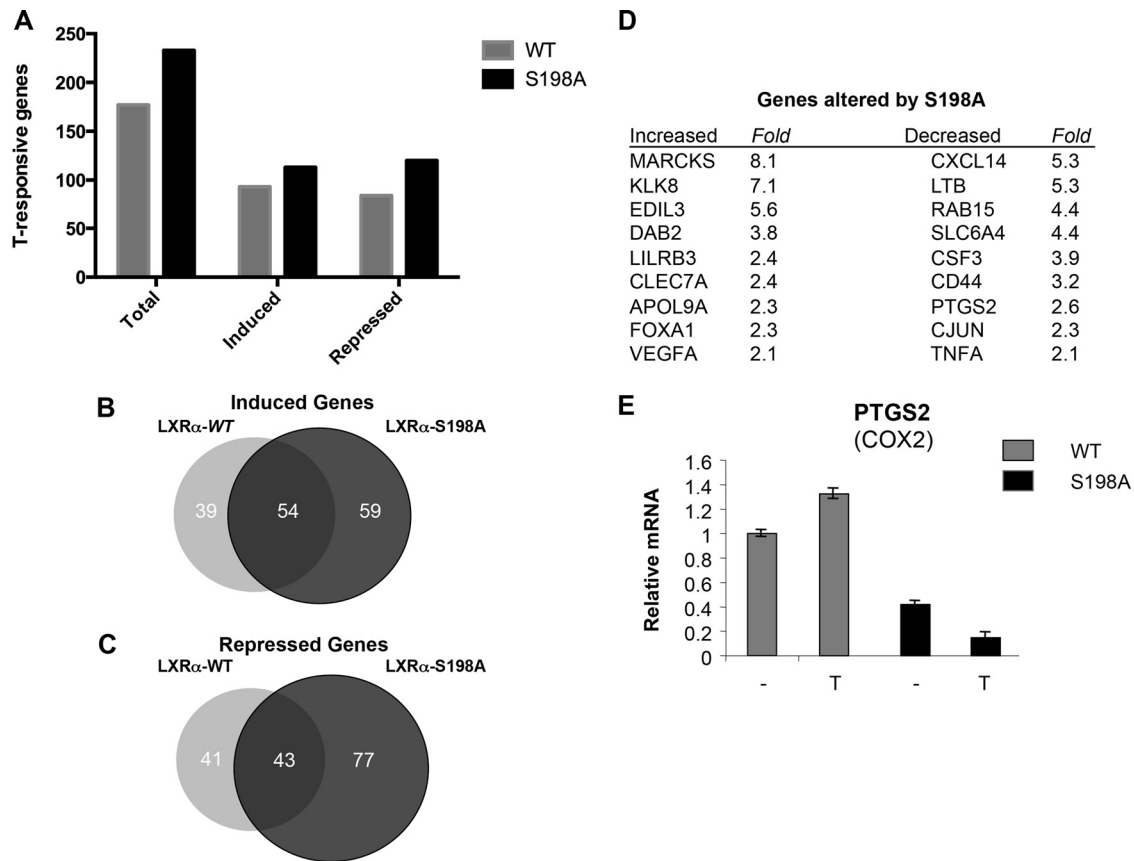 A
T-responsive genes
250
200
150
100
50
0
Total
Induced
Repressed
WT
S198A
B
Induced Genes
LXRα-WT
LXRα-S198A
39 54 59
C
Repressed Genes
LXRα-WT
LXRα-S198A
41 43 77
D
Genes altered by S198A
Increased Fold Decreased Fold
MARCKS 8.1 CXCL14 5.3
KLK8 7.1 LTB 5.3
EDIL3 5.6 RAB15 4.4
DAB2 3.8 SLC6A4 4.4
LILRB3 2.4 CSF3 3.9
CLEC7A 2.4 CD44 3.2
APOL9A 2.3 PTGS2 2.6
FOXA1 2.3 CJUN 2.3
VEGFA 2.1 TNFA 2.1
E
PTGS2
(COX2)
WT
S198A
Relative mRNA
1.6
1.4
1.2
1
0.8
0.6
0.4
0.2
0
- T - T